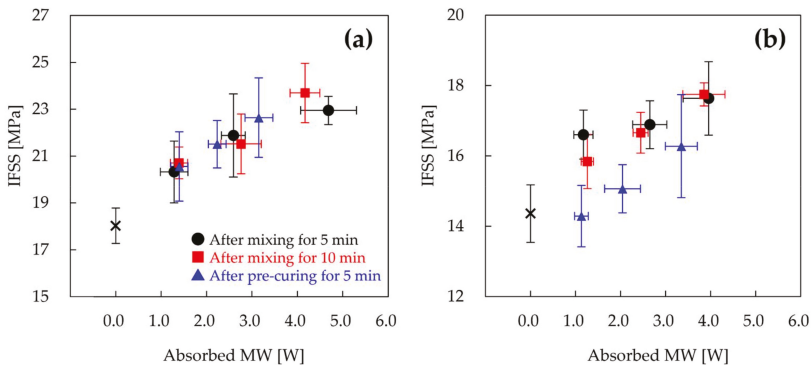 (a)
IFSS [MPa]
27
25
23
21
19
17
15
After mixing for 5 min
After mixing for 10 min
After pre-curing for 5 min
0.0 1.0 2.0 3.0 4.0 5.0 6.0
Absorbed MW [W]
(b)
IFSS [MPa]
20
18
16
14
12
0.0 1.0 2.0 3.0 4.0 5.0 6.0
Absorbed MW [W]